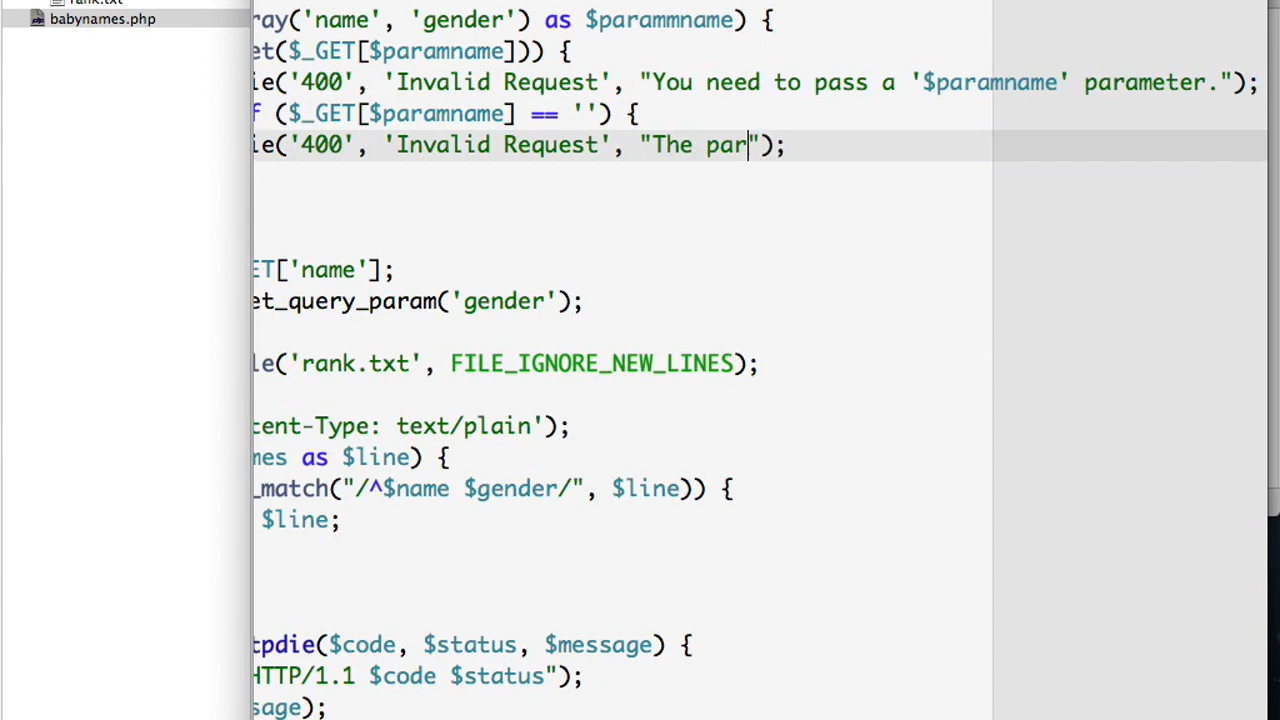 rank.txt
babynames.php
ray('name', 'gender') as $parammname) {
et($_GET[$paramname])) {
ie('400', 'Invalid Request', "You need to pass a '$paramname' parameter.");
f ($_GET[$paramname] == '') {
ie('400', 'Invalid Request', "The par");
ET['name'];
et_query_param('gender');
le('rank.txt', FILE_IGNORE_NEW_LINES);
tent-Type: text/plain');
mes as $line) {
_match("/^$name $gender/", $line)) {
$line;
tpdie($code, $status, $message) {
HTTP/1.1 $code $status");
sage);